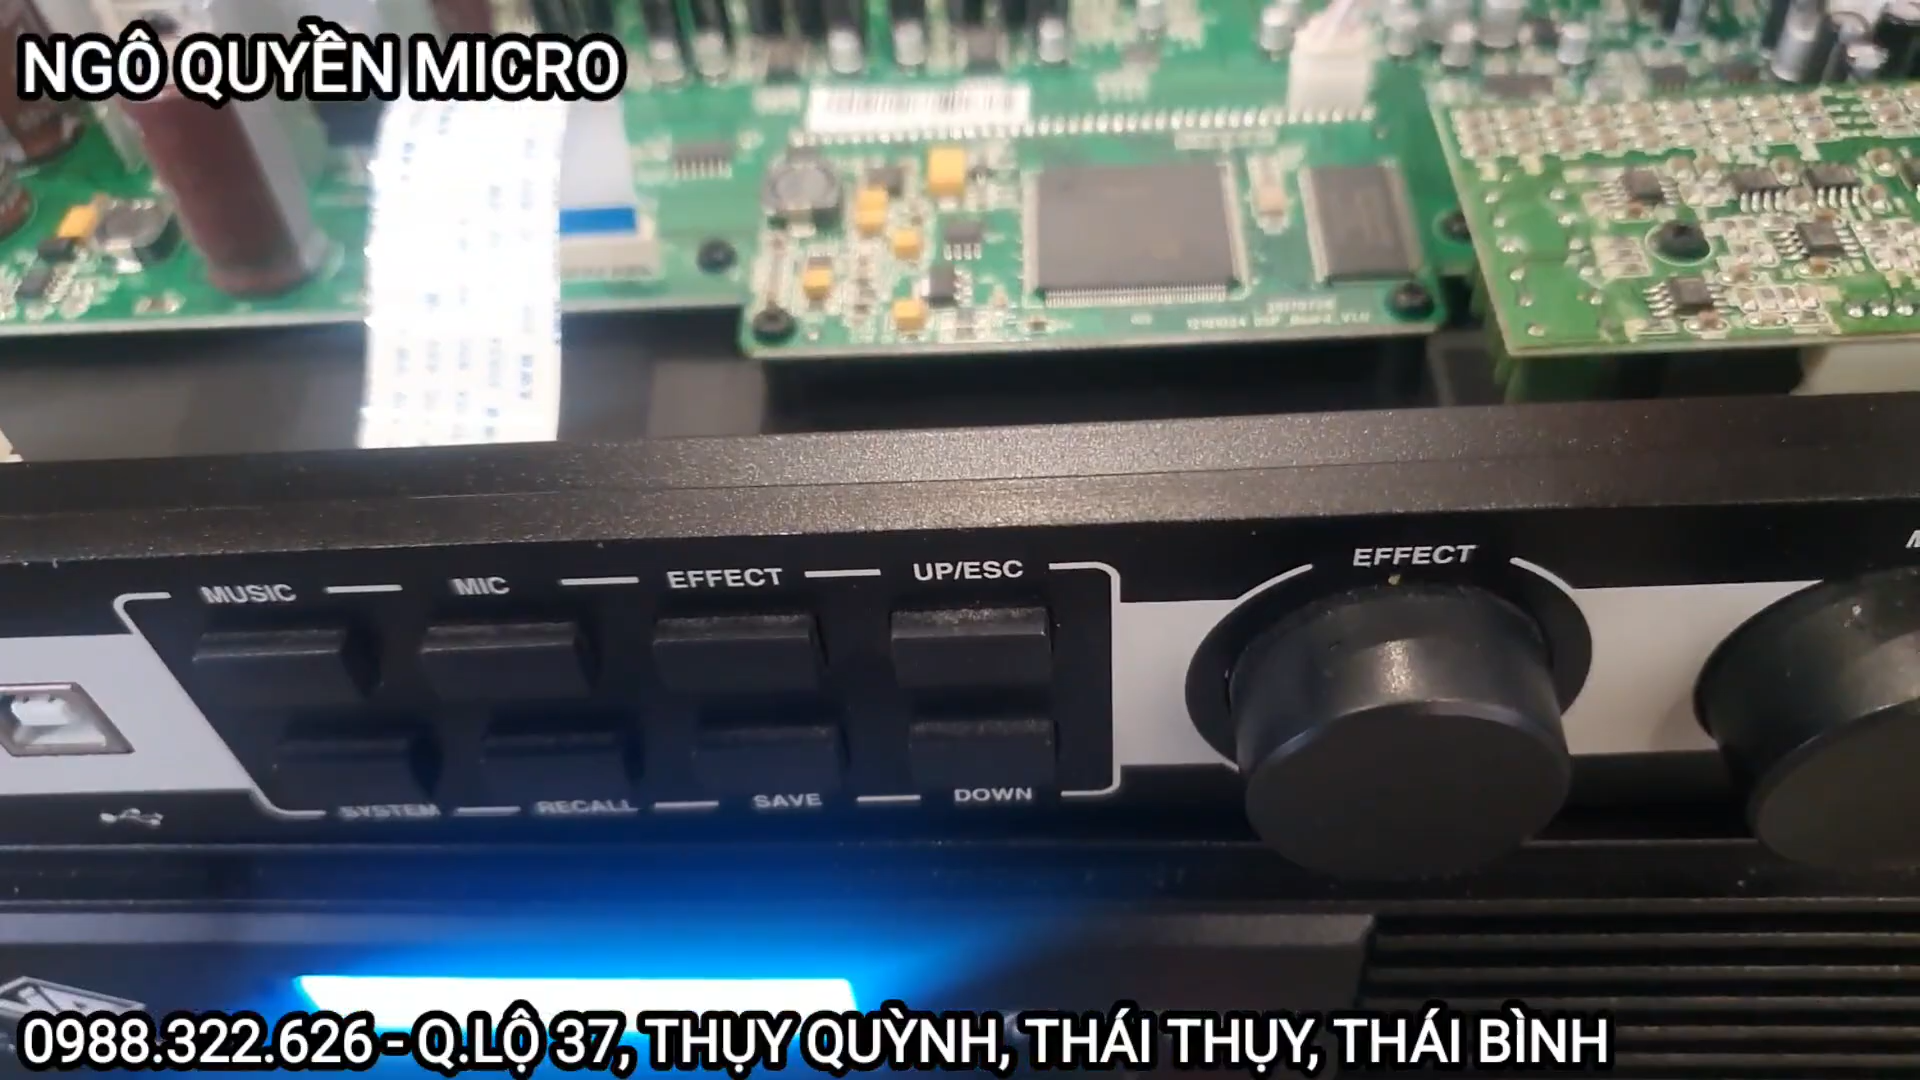 NGÔ QUYỀN MICRO
MUSIC MIC EFFECT UP/ESC
EFFECT
SYSTEM RECALL SAVE DOWN
0988.322.626 - Q.LỘ 37, THỤY QUỲNH, THÁI THỤY, THÁI BÌNH